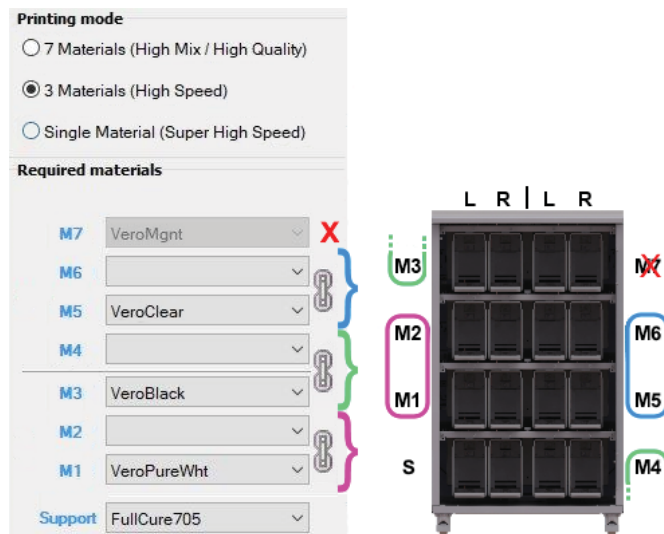 Printing mode
7 Materials (High Mix / High Quality)
3 Materials (High Speed)
Single Material (Super High Speed)
Required materials
M7 VeroMgnt X
M6
M5 VeroClear
M4
M3 VeroBlack
M2
M1 VeroPureWht
Support FullCure705
L R | L R
M3 M7
M2 M6
M1 M5
S M4